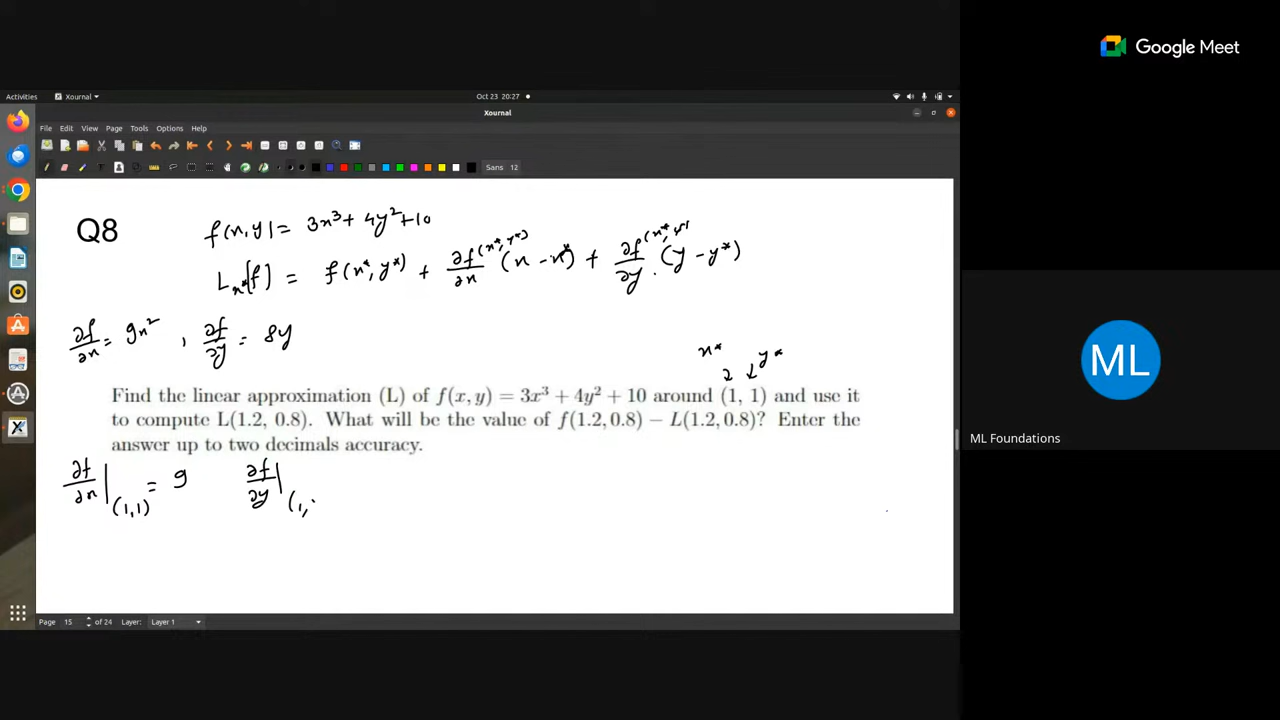 Google Meet
Activities Xournal Oct 23 20:27
Xournal
File Edit View Page Tools Options Help
Sans 12
Q8
f(x,y) = 3x³ + 4y² + 10
Lx*[f] = f(x*, y*) + ∂f/∂x (x*, y*) (x - x*) + ∂f/∂y (x*, y*) . (y - y*)
∂f/∂x = 9x² , ∂f/∂y = 8y
x* y*
Find the linear approximation (L) of f(x, y) = 3x³ + 4y² + 10 around (1, 1) and use it
to compute L(1.2, 0.8). What will be the value of f(1.2, 0.8) − L(1.2, 0.8)? Enter the
answer up to two decimals accuracy.
∂f/∂x |(1,1) = 9 ∂f/∂y |(1,
ML
ML Foundations
Page 15 of 24 Layer: Layer 1